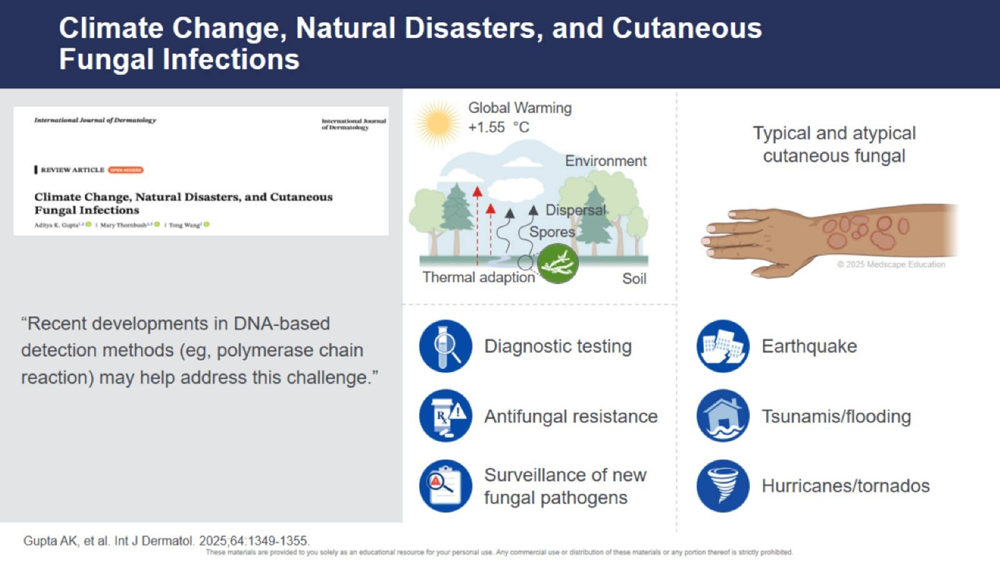 Climate Change, Natural Disasters, and Cutaneous
Fungal Infections
International Journal of Dermatology
International Journal
of Dermatology
REVIEW ARTICLE OPEN ACCESS
Climate Change, Natural Disasters, and Cutaneous
Fungal Infections
Aditya K. Gupta1,2 | Mary Thornbush2,3 | Tong Wang2
“Recent developments in DNA-based
detection methods (eg, polymerase chain
reaction) may help address this challenge.”
Global Warming
+1.55 °C
Environment
Dispersal
Spores
Thermal adaption
Soil
Diagnostic testing
Antifungal resistance
Surveillance of new
fungal pathogens
Typical and atypical
cutaneous fungal
© 2025 Medscape Education
Earthquake
Tsunamis/flooding
Hurricanes/tornados
Gupta AK, et al. Int J Dermatol. 2025;64:1349-1355.
These materials are provided to you solely as an educational resource for your personal use. Any commercial use or distribution of these materials or any portion thereof is strictly prohibited.